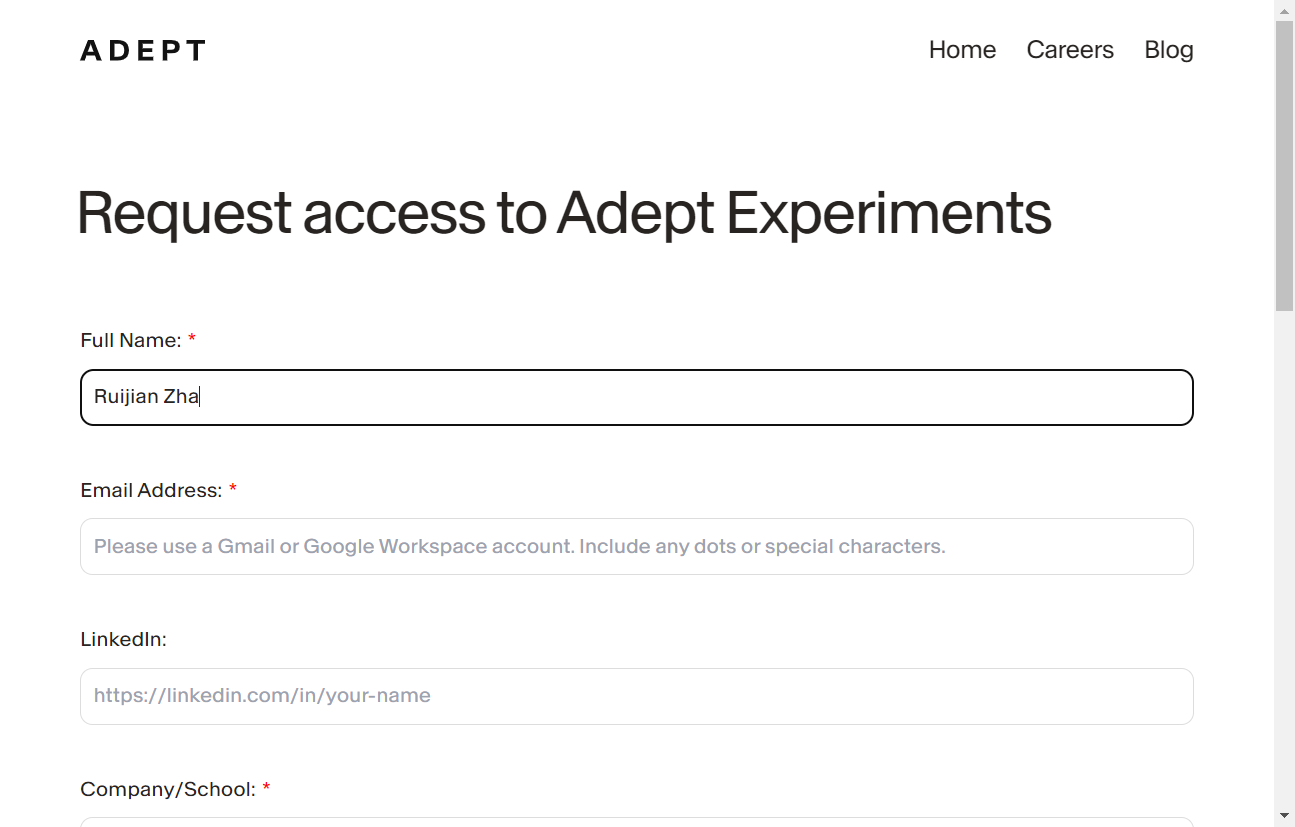 ADEPT
Home Careers Blog
Request access to Adept Experiments
Full Name: *
Ruijian Zha
Email Address: *
Please use a Gmail or Google Workspace account. Include any dots or special characters.
LinkedIn:
https://linkedin.com/in/your-name
Company/School: *